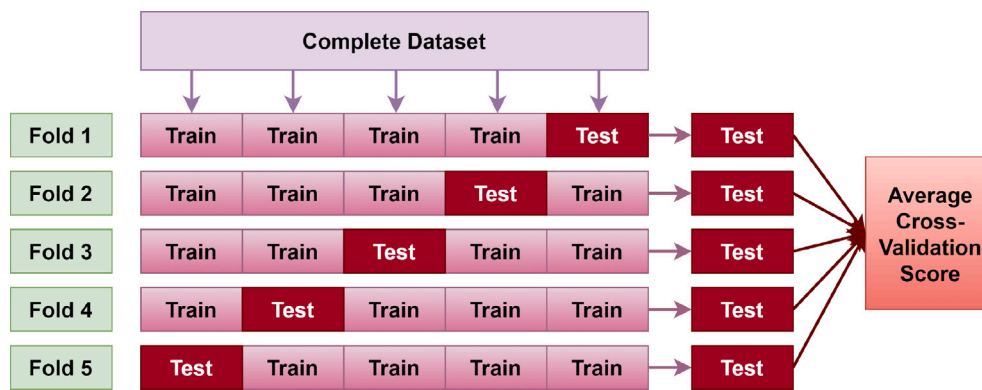 Complete Dataset
Fold 1 Train Train Train Train Test Test
Fold 2 Train Train Train Test Train Test
Fold 3 Train Train Test Train Train Test
Fold 4 Train Test Train Train Train Test
Fold 5 Test Train Train Train Train Test
Average
Cross-
Validation
Score